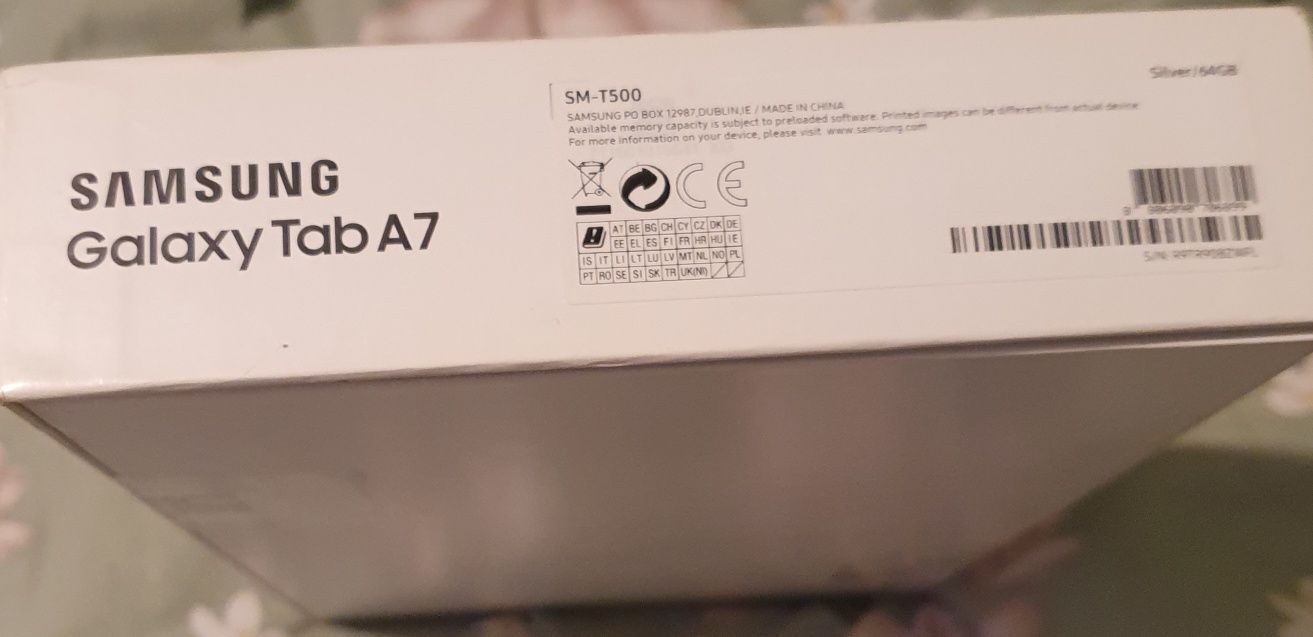 SAMSUNG
Galaxy Tab A7
SM-T500
Silver/64GB
SAMSUNG PO BOX 12987,DUBLIN,IE / MADE IN CHINA
Available memory capacity is subject to preloaded software. Printed images can be different from actual device
For more information on your device, please visit www.samsung.com
CE
AT BE BG CH CY CZ DK DE
EE EL ES FI FR HR HU IE
IS IT LI LT LU LV MT NL NO PL
PT RO SE SI SK TR UK(NI)
S/N: